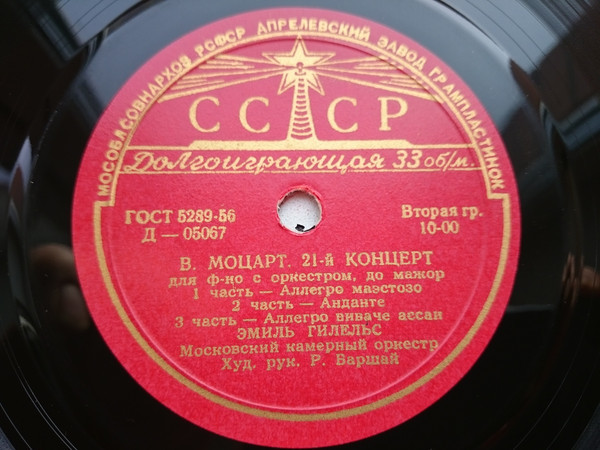 МОСОБЛСОВНАРХОЗ РСФСР АПРЕЛЕВСКИЙ ЗАВОД ГРАМПЛАСТИНОК
СССР
Долгоиграющая 33 об/м.
ГОСТ 5289-56
Вторая гр.
Д — 05067
10-00
В. МОЦАРТ. 21-й КОНЦЕРТ
для ф-но с оркестром, до мажор
1 часть — Аллегро маэстозо
2 часть — Анданте
3 часть — Аллегро виваче ассаи
ЭМИЛЬ ГИЛЕЛЬС
Московский камерный оркестр
Худ. рук. Р. Баршай